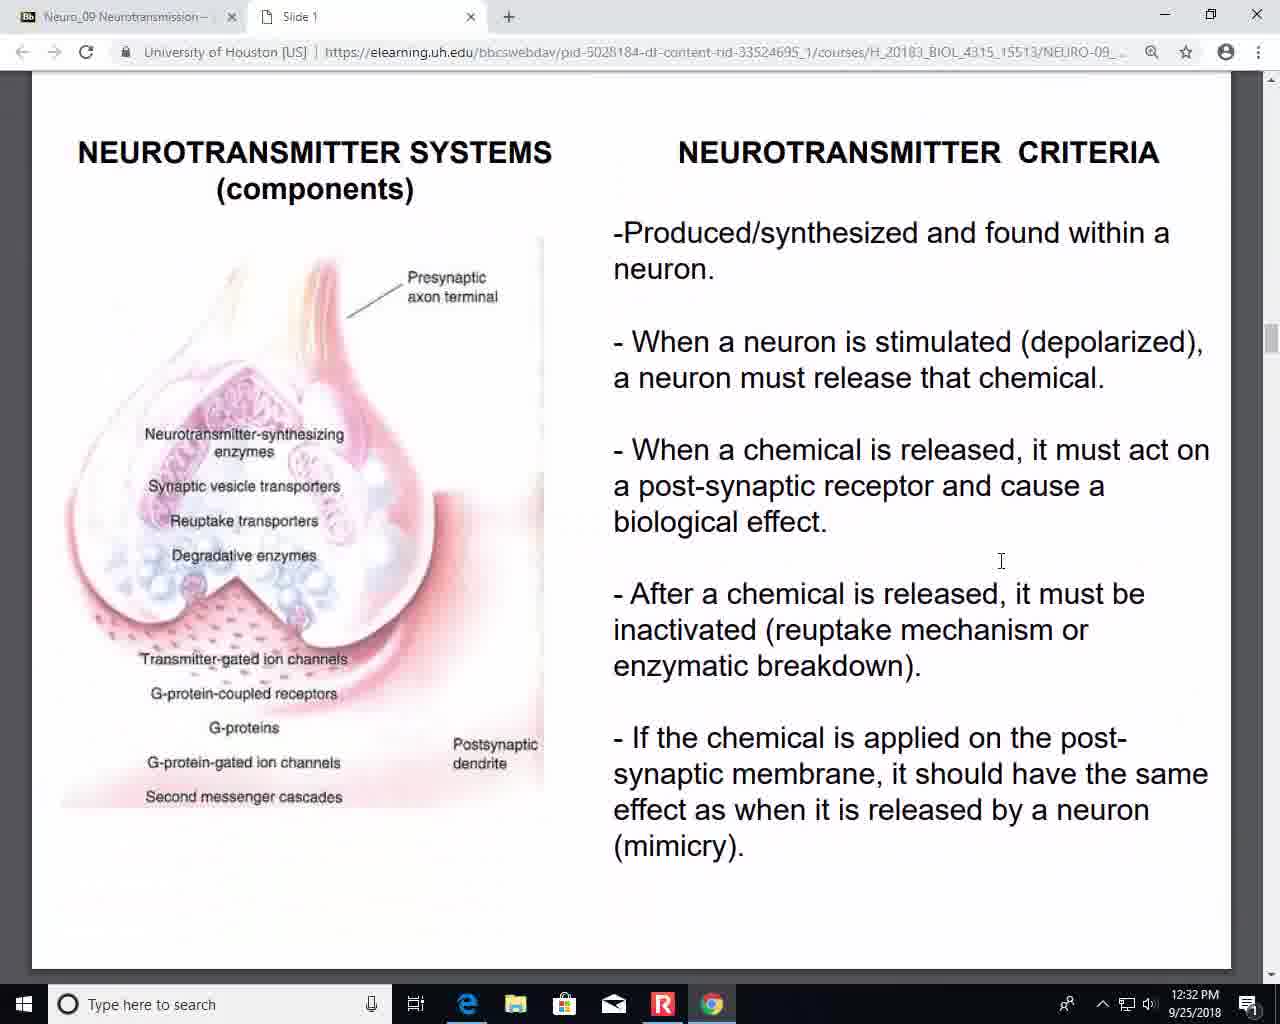 Neuro_09 Neurotransmission –
Slide 1
University of Houston [US]
https://elearning.uh.edu/bbcswebdav/pid-5028184-dt-content-rid-33524695_1/courses/H_20183_BIOL_4315_15513/NEURO-09_...
NEUROTRANSMITTER SYSTEMS
(components)
Presynaptic
axon terminal
Neurotransmitter-synthesizing
enzymes
Synaptic vesicle transporters
Reuptake transporters
Degradative enzymes
Transmitter-gated ion channels
G-protein-coupled receptors
G-proteins
G-protein-gated ion channels
Second messenger cascades
Postsynaptic
dendrite
NEUROTRANSMITTER CRITERIA
-Produced/synthesized and found within a
neuron.
- When a neuron is stimulated (depolarized),
a neuron must release that chemical.
- When a chemical is released, it must act on
a post-synaptic receptor and cause a
biological effect.
- After a chemical is released, it must be
inactivated (reuptake mechanism or
enzymatic breakdown).
- If the chemical is applied on the post-
synaptic membrane, it should have the same
effect as when it is released by a neuron
(mimicry).
Type here to search
12:32 PM
9/25/2018